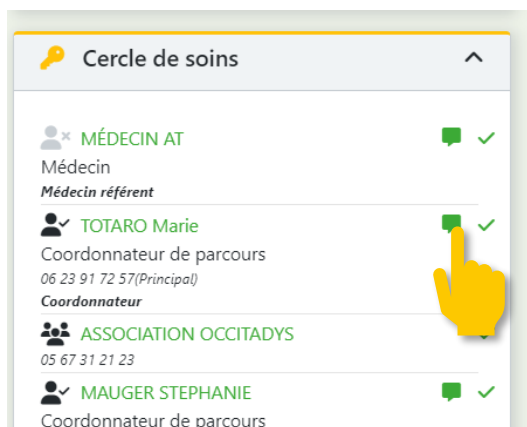 Cercle de soins
MÉDECIN AT
Médecin
Médecin référent
TOTARO Marie
Coordonnateur de parcours
06 23 91 72 57(Principal)
Coordonnateur
ASSOCIATION OCCITADYS
05 67 31 21 23
MAUGER STEPHANIE
Coordonnateur de parcours